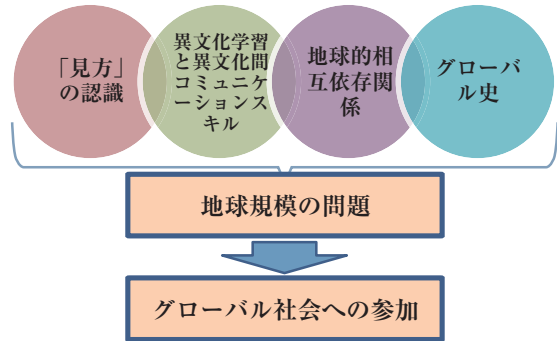 「見方」
の認識
異文化学習
と異文化間
コミュニケ
ーションス
キル
地球的相
互依存関
係
グローバ
ル史
地球規模の問題
グローバル社会への参加